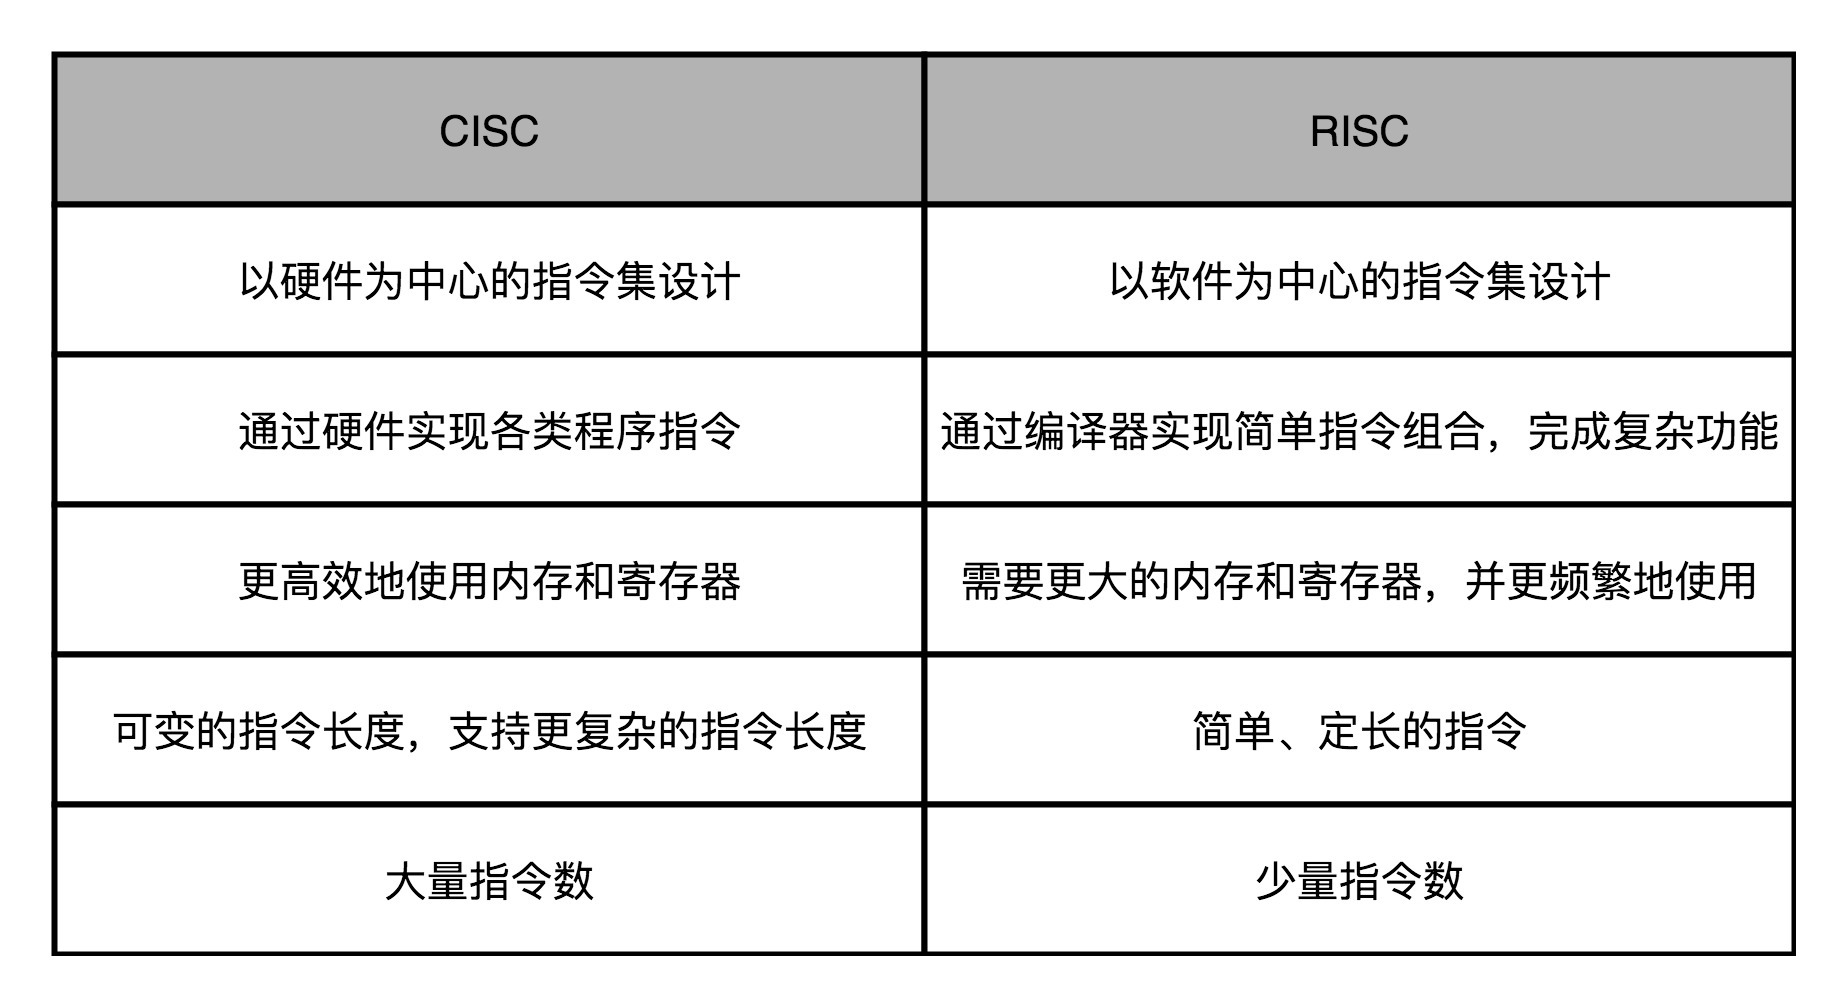 CISC
RISC
以硬件为中心的指令集设计
以软件为中心的指令集设计
通过硬件实现各类程序指令
通过编译器实现简单指令组合，完成复杂功能
更高效地使用内存和寄存器
需要更大的内存和寄存器，并更频繁地使用
可变的指令长度，支持更复杂的指令长度
简单、定长的指令
大量指令数
少量指令数